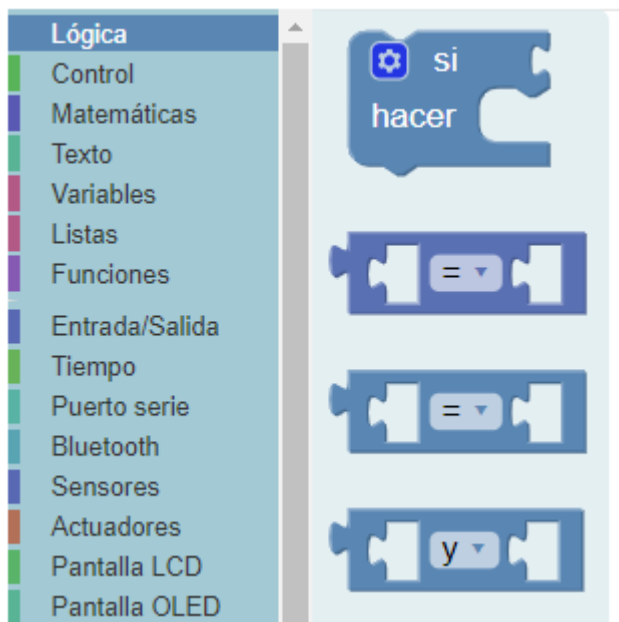 Lógica
Control
Matemáticas
Texto
Variables
Listas
Funciones
Entrada/Salida
Tiempo
Puerto serie
Bluetooth
Sensores
Actuadores
Pantalla LCD
Pantalla OLED
si
hacer
=
=
y